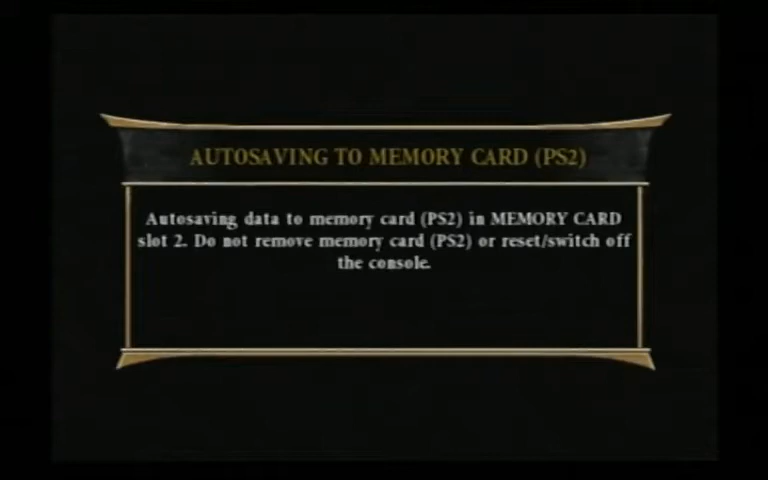 AUTOSAVING TO MEMORY CARD (PS2)
Autosaving data to memory card (PS2) in MEMORY CARD
slot 2. Do not remove memory card (PS2) or reset/switch off
the console.